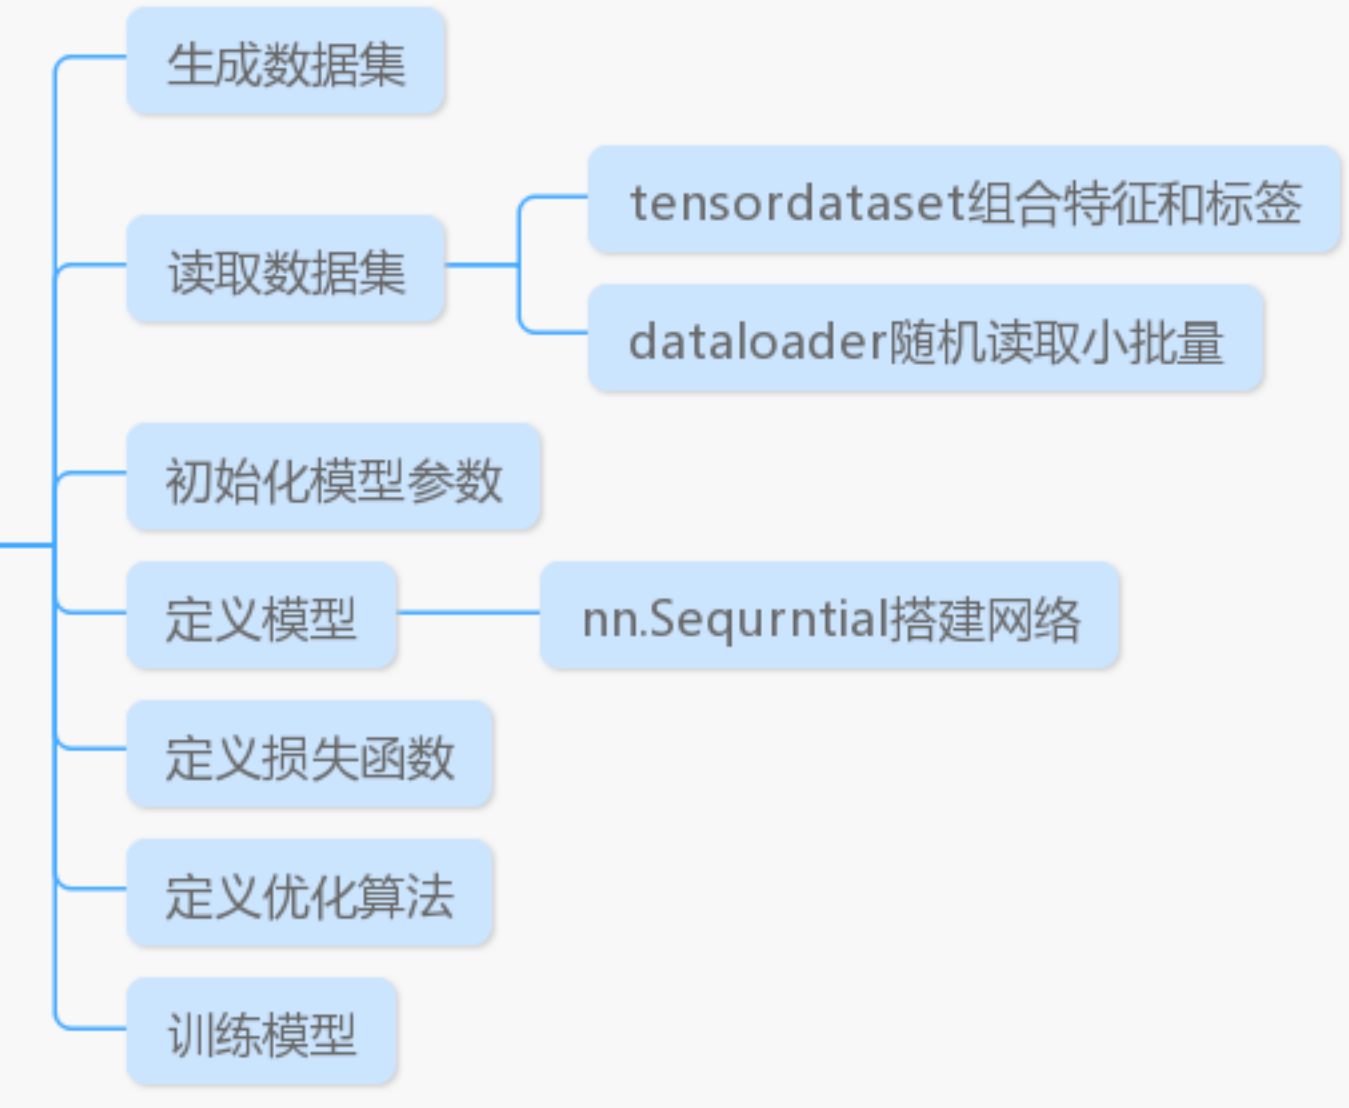 生成数据集
读取数据集
tensordataset组合特征和标签
dataloader随机读取小批量
初始化模型参数
定义模型
nn.Sequrntial搭建网络
定义损失函数
定义优化算法
训练模型